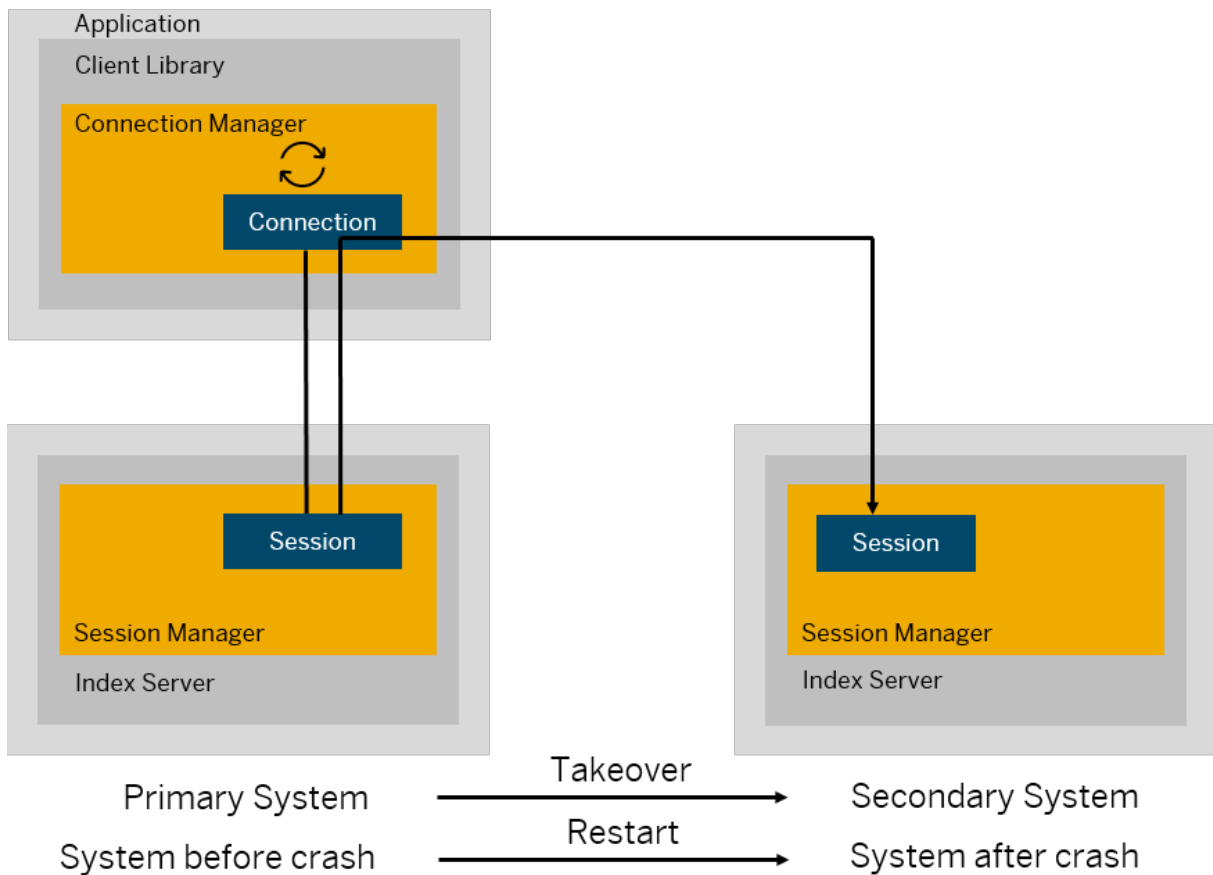 Application
Client Library
Connection Manager
Connection
Session
Session Manager
Index Server
Session
Session Manager
Index Server
Primary System
Takeover
Secondary System
System before crash
Restart
System after crash